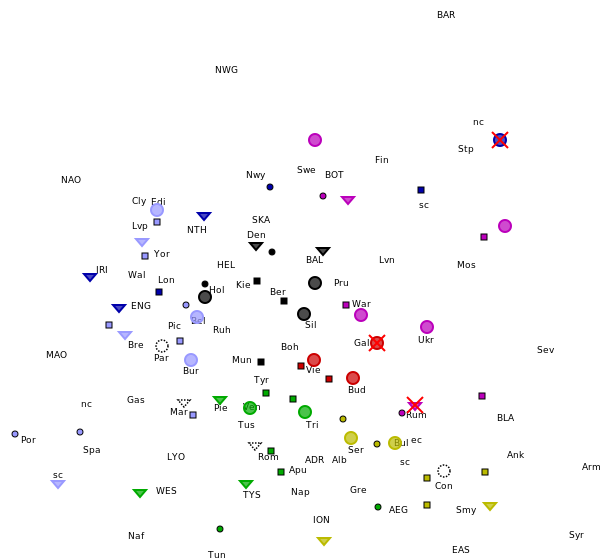 BAR
NWG
nc
Stp
Fin
Swe
BOT
Nwy
NAO
Cly Edi
sc
SKA
Lvp
NTH
Den
Yor
BAL
Lvn
Mos
IRI
HEL
Wal
Lon
Kie
Ber
Pru
Hol
ENG
War
Bel
Sil
Pic
Ruh
Ukr
Bre
Gal
Boh
Sev
MAO
Par
Mun
Vie
Bur
Tyr
Bud
Gas
nc
Pie
Ven
Mar
Rum
BLA
Por
Tus
Tri
Bul
ec
Spa
Ser
LYO
Rom
ADR
Alb
sc
Ank
Arm
Apu
sc
Con
WES
TYS
Nap
Gre
AEG
Smy
ION
Naf
Syr
Tun
EAS